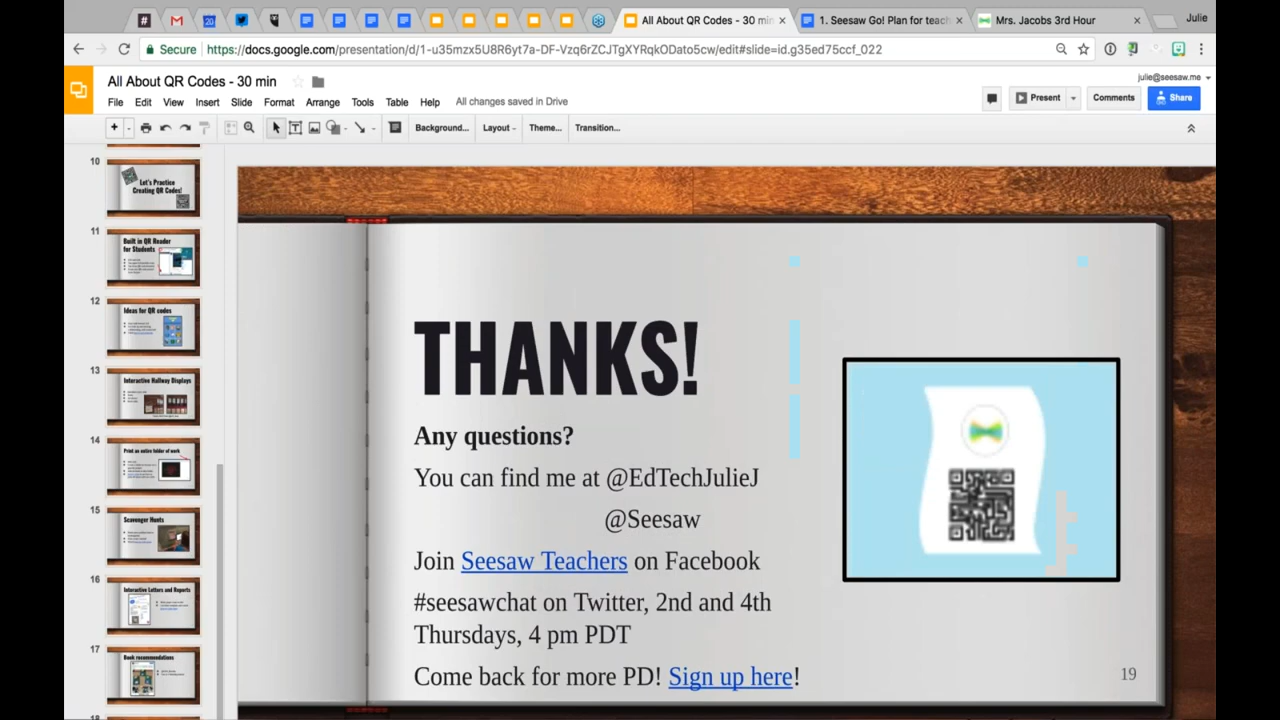 All About QR Codes - 30 min
1. Seesaw Go! Plan for teach
Mrs. Jacobs 3rd Hour
Julie
Secure
https://docs.google.com/presentation/d/1-u35mzx5U8R6yt7a-DF-Vzq6rZCJTgXYRqkODato5cw/edit#slide=id.g35ed75ccf_022
julie@seesaw.me
All About QR Codes - 30 min
File Edit View Insert Slide Format Arrange Tools Table Help All changes saved in Drive
Present
Comments
Share
Background...
Layout
Theme...
Transition...
10
Let's Practice
Creating QR Codes!
11
Built in QR Reader
for Students
12
Ideas for QR codes
13
Interactive Hallway Displays
14
Print an entire folder of work
15
Scavenger Hunts
16
Interactive Letters and Reports
17
Book recommendations
18
THANKS!
Any questions?
You can find me at @EdTechJulieJ
@Seesaw
Join Seesaw Teachers on Facebook
#seesawchat on Twitter, 2nd and 4th
Thursdays, 4 pm PDT
Come back for more PD! Sign up here!
19